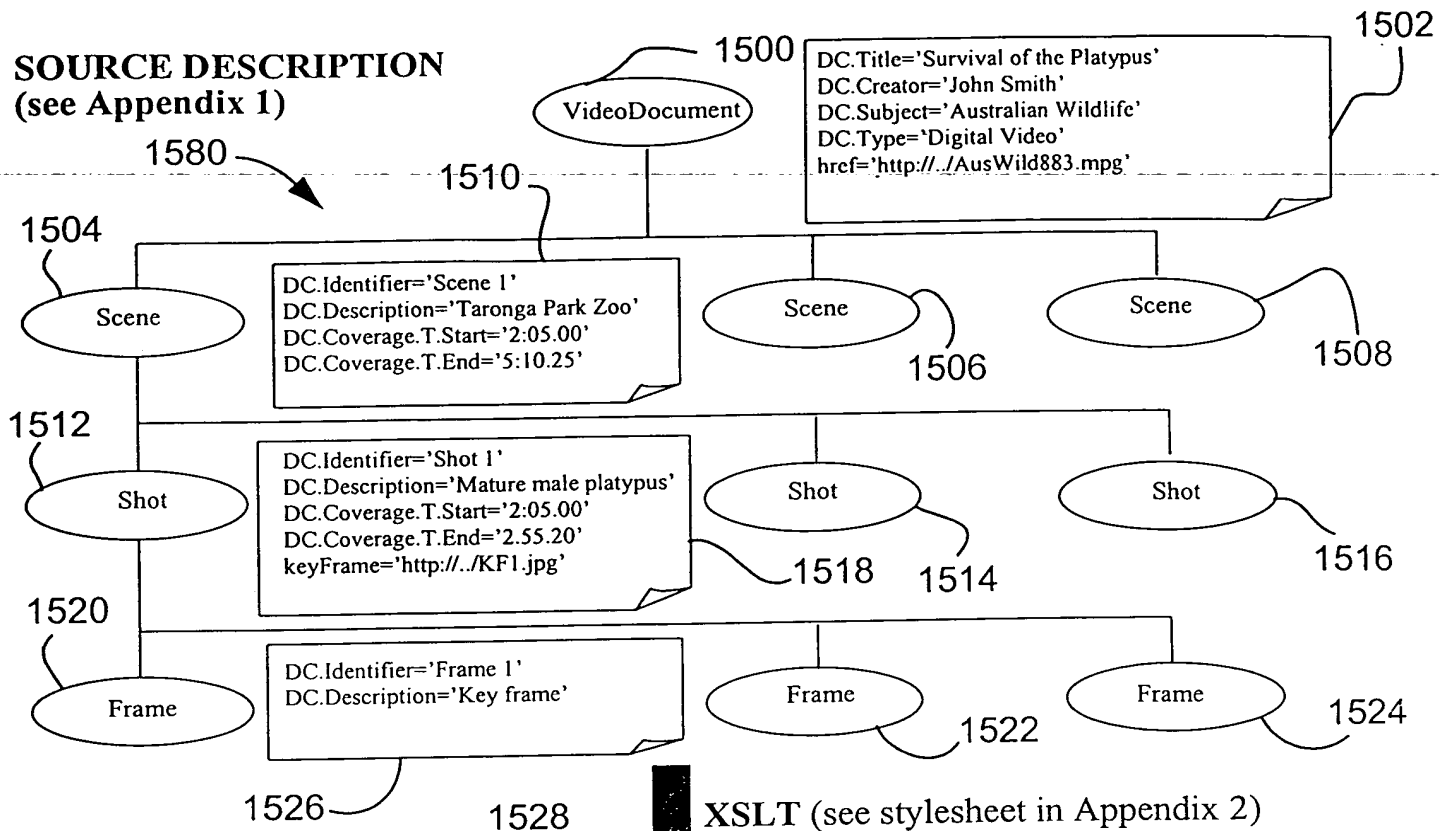 SOURCE DESCRIPTION
(see Appendix 1)
1580
1500
VideoDocument
1502
DC.Title='Survival of the Platypus'
DC.Creator='John Smith'
DC.Subject='Australian Wildlife'
DC.Type='Digital Video'
href='http://../AusWild883.mpg'
1504
Scene
1510
DC.Identifier='Scene 1'
DC.Description='Taronga Park Zoo'
DC.Coverage.T.Start='2:05.00'
DC.Coverage.T.End='5:10.25'
Scene
1506
Scene
1508
1512
Shot
DC.Identifier='Shot 1'
DC.Description='Mature male platypus'
DC.Coverage.T.Start='2:05.00'
DC.Coverage.T.End='2.55.20'
keyFrame='http://../KF1.jpg'
1518
Shot
1514
Shot
1516
1520
Frame
DC.Identifier='Frame 1'
DC.Description='Key frame'
1526
Frame
1522
Frame
1524
1528
XSLT (see stylesheet in Appendix 2)